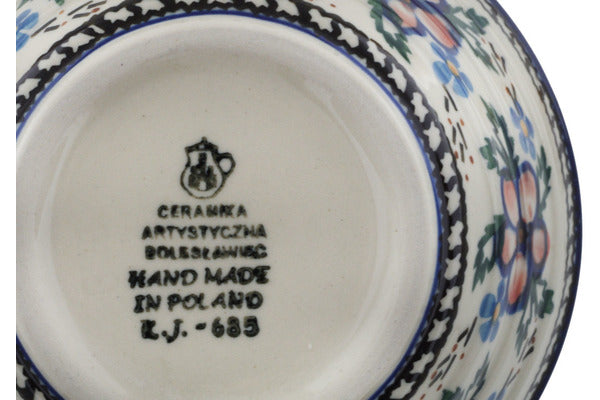 CERAMIKA
ARTYSTYCZNA
BOLESŁAWIEC
HAND MADE
IN POLAND
K.J.-685